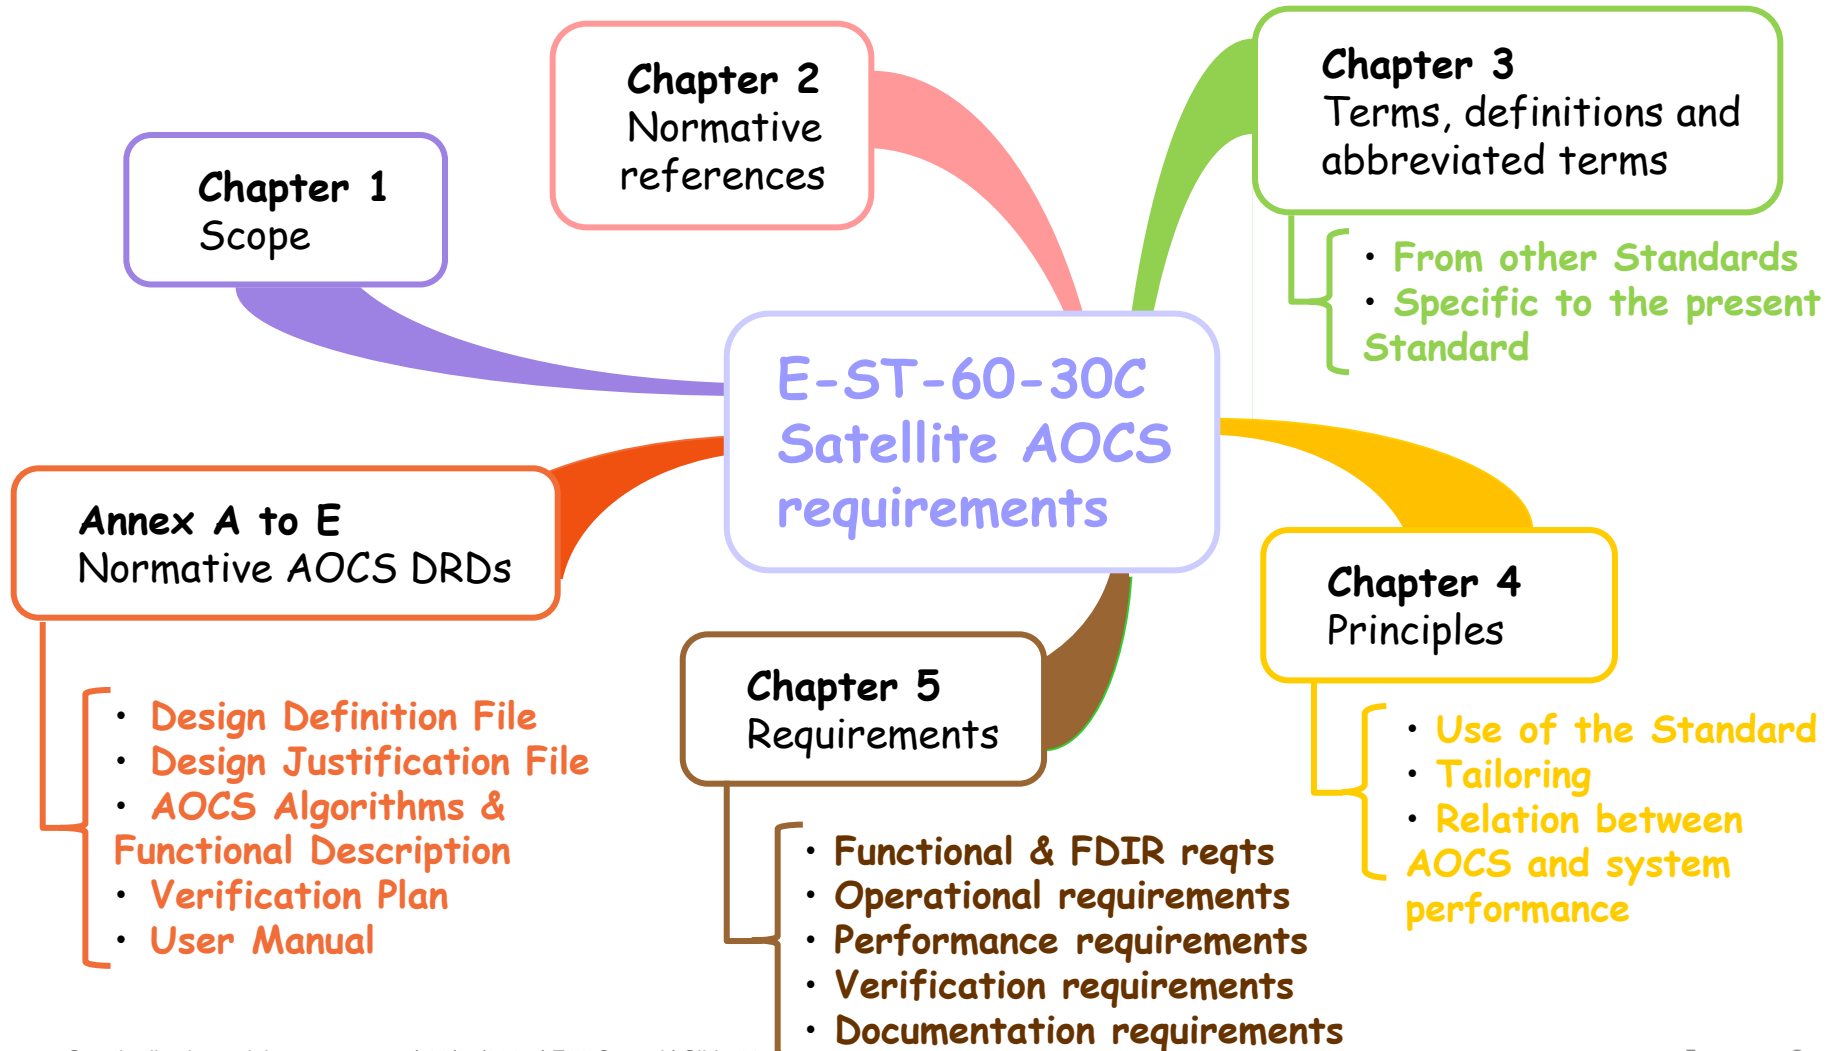 Chapter 1
Scope
Chapter 2
Normative
references
Chapter 3
Terms, definitions and
abbreviated terms
• From other Standards
• Specific to the present
Standard
E-ST-60-30C
Satellite AOCS
requirements
Annex A to E
Normative AOCS DRDs
• Design Definition File
• Design Justification File
• AOCS Algorithms &
Functional Description
• Verification Plan
• User Manual
Chapter 5
Requirements
• Functional & FDIR reqts
• Operational requirements
• Performance requirements
• Verification requirements
• Documentation requirements
Chapter 4
Principles
• Use of the Standard
• Tailoring
• Relation between
AOCS and system
performance